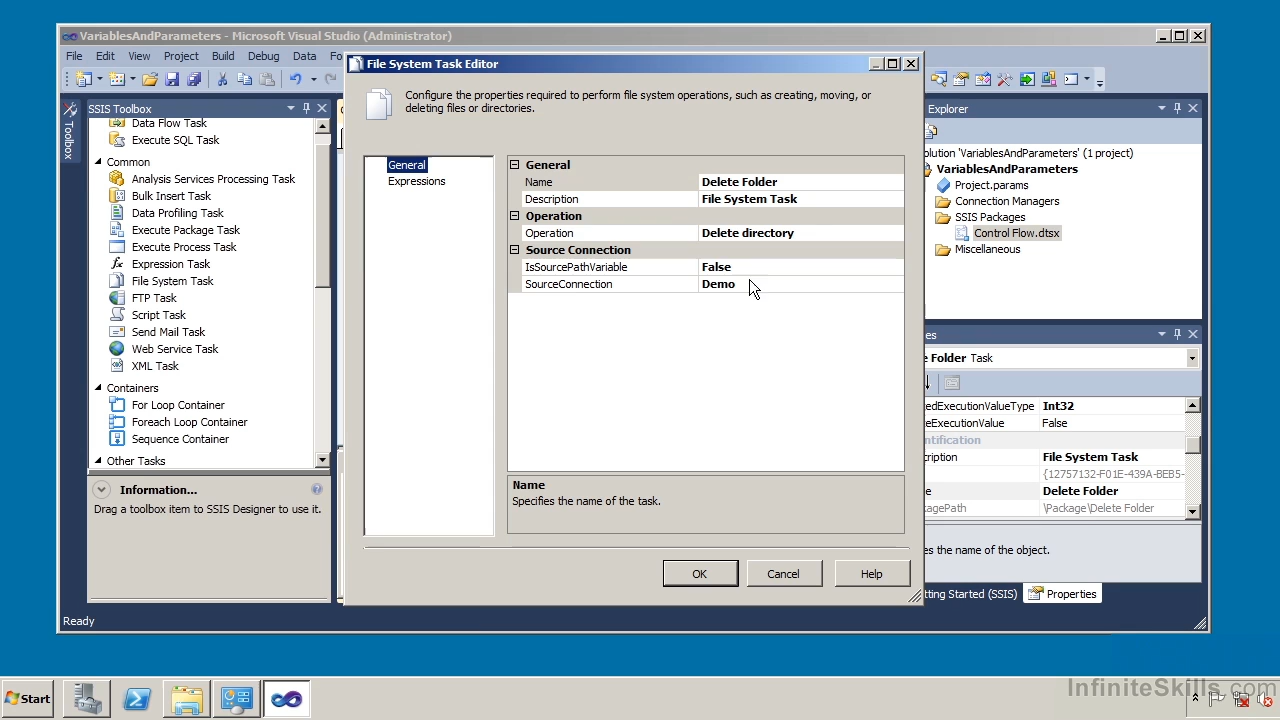 VariablesAndParameters - Microsoft Visual Studio (Administrator)
File Edit View Project Build Debug Data Fo
File System Task Editor
Configure the properties required to perform file system operations, such as creating, moving, or
deleting files or directories.
Toolbox
SSIS Toolbox
Data Flow Task
Execute SQL Task
Common
Analysis Services Processing Task
Bulk Insert Task
Data Profiling Task
Execute Package Task
Execute Process Task
Expression Task
File System Task
FTP Task
Script Task
Send Mail Task
Web Service Task
XML Task
Containers
For Loop Container
Foreach Loop Container
Sequence Container
Other Tasks
Information...
Drag a toolbox item to SSIS Designer to use it.
General
Expressions
General
Name Delete Folder
Description File System Task
Operation
Operation Delete directory
Source Connection
IsSourcePathVariable False
SourceConnection Demo
Name
Specifies the name of the task.
OK Cancel Help
Explorer
olution 'VariablesAndParameters' (1 project)
VariablesAndParameters
Project.params
Connection Managers
SSIS Packages
Control Flow.dtsx
Miscellaneous
es
e Folder Task
edExecutionValueType Int32
eExecutionValue False
ntification
cription File System Task
{12757132-F01E-439A-BEB5-
e Delete Folder
kagePath \Package\Delete Folder
es the name of the object.
tting Started (SSIS) Properties
Ready
Start
InfiniteSkills.com